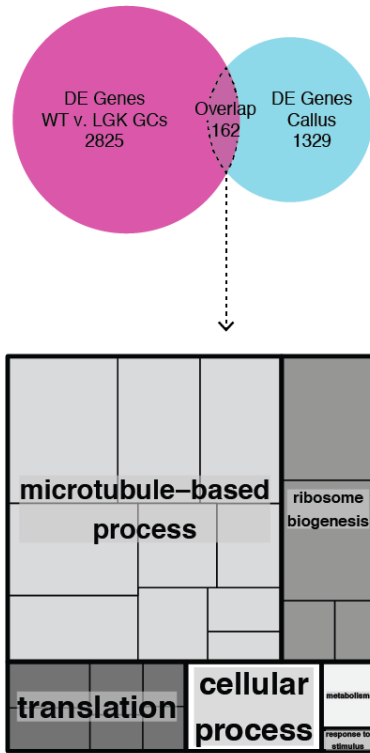 DE Genes
WT v. LGK GCs
2825
Overlap
162
DE Genes
Callus
1329
microtubule–based
process
ribosome
biogenesis
translation
cellular
process
metabolism
response to
stimulus